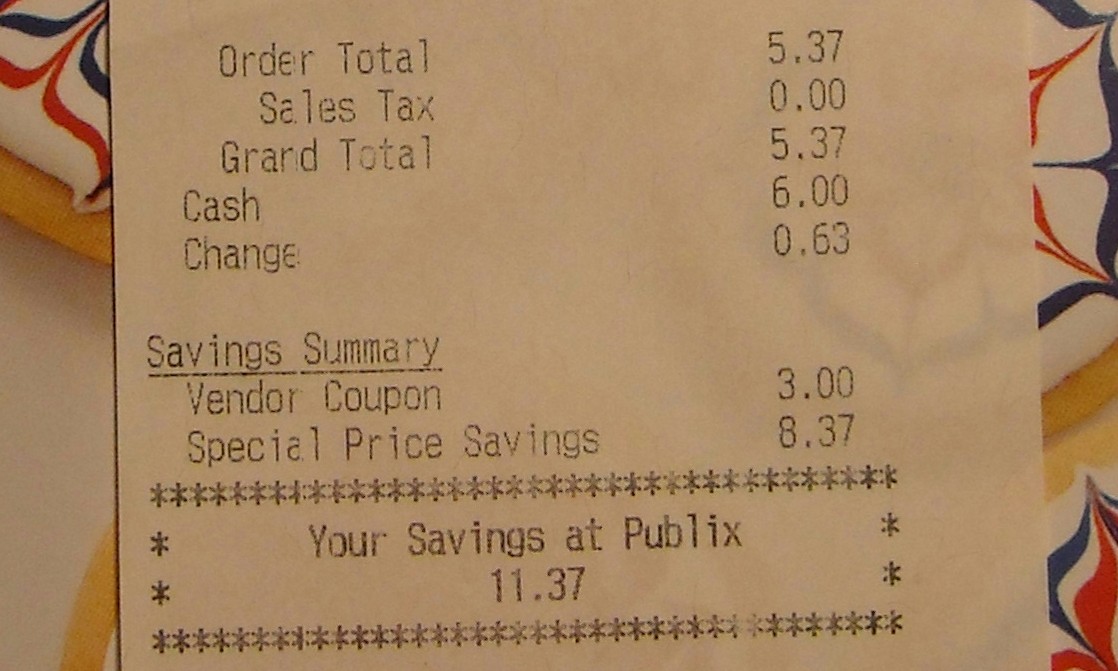 Order Total 5.37
Sales Tax 0.00
Grand Total 5.37
Cash 6.00
Change 0.63
Savings Summary
Vendor Coupon 3.00
Special Price Savings 8.37
**************************************
* Your Savings at Publix *
* 11.37 *
**************************************